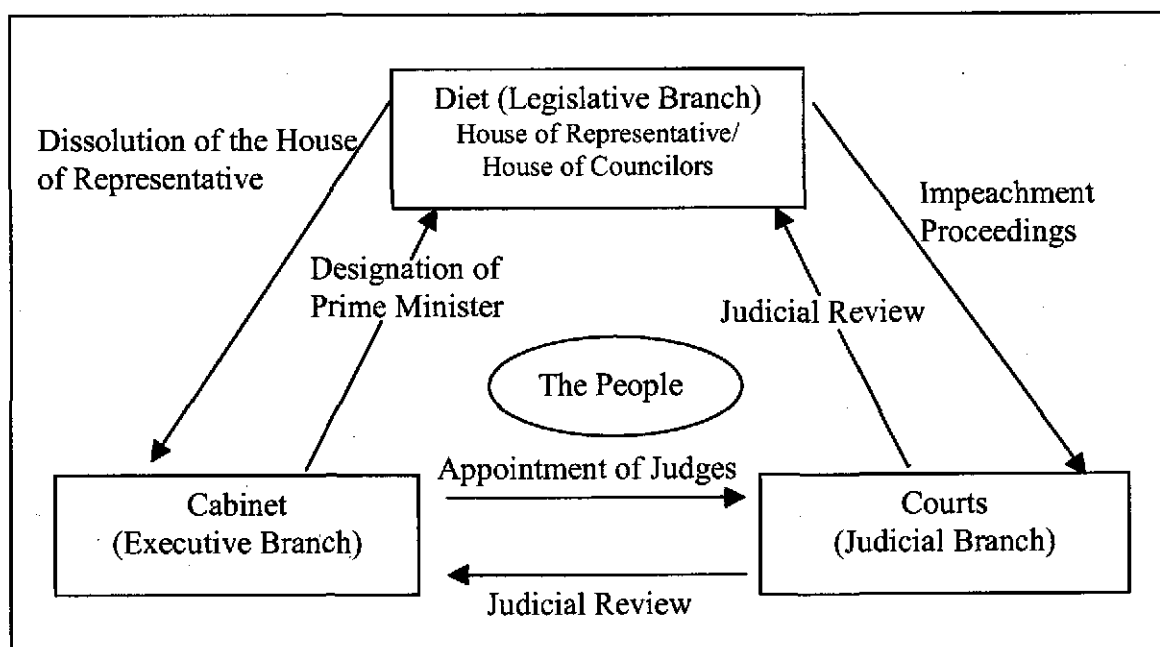 Diet (Legislative Branch)
House of Representative/
House of Councilors
Dissolution of the House
of Representative
Impeachment
Proceedings
Designation of
Prime Minister
Judicial Review
The People
Appointment of Judges
Cabinet
(Executive Branch)
Courts
(Judicial Branch)
Judicial Review